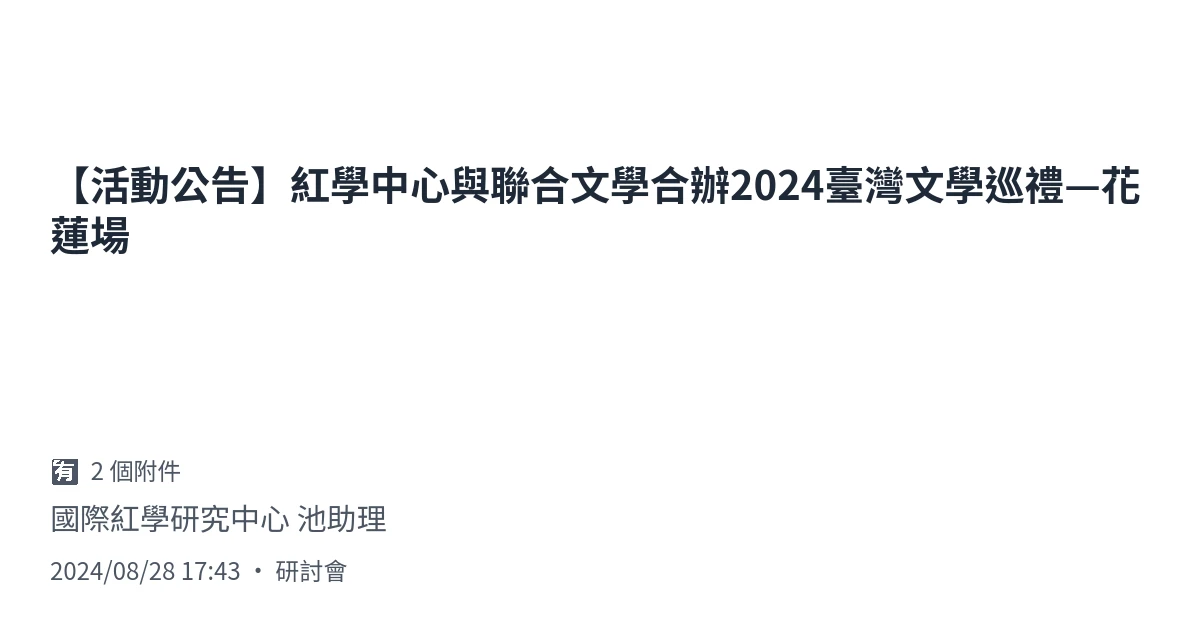 【活動公告】紅學中心與聯合文學合辦2024臺灣文學巡禮—花
蓮場
有 2 個附件
國際紅學研究中心 池助理
2024/08/28 17:43 • 研討會